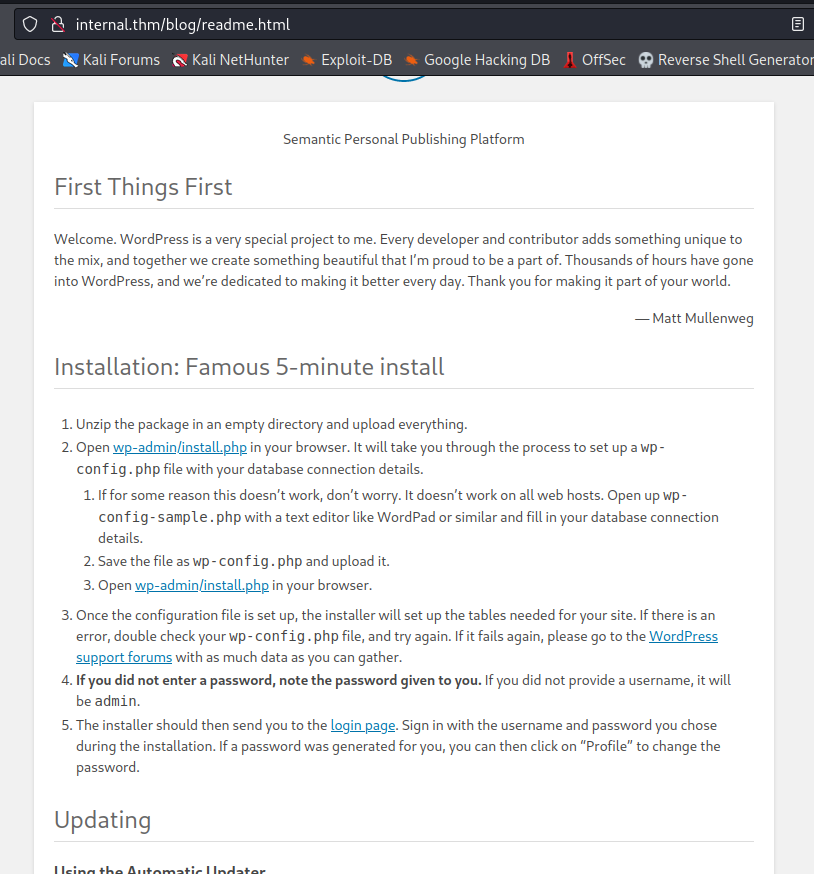 internal.thm/blog/readme.html
ali Docs Kali Forums Kali NetHunter Exploit-DB Google Hacking DB OffSec Reverse Shell Generator
Semantic Personal Publishing Platform
First Things First
Welcome. WordPress is a very special project to me. Every developer and contributor adds something unique to
the mix, and together we create something beautiful that I’m proud to be a part of. Thousands of hours have gone
into WordPress, and we’re dedicated to making it better every day. Thank you for making it part of your world.
— Matt Mullenweg
Installation: Famous 5-minute install
1. Unzip the package in an empty directory and upload everything.
2. Open wp-admin/install.php in your browser. It will take you through the process to set up a wp-
config.php file with your database connection details.
1. If for some reason this doesn’t work, don’t worry. It doesn’t work on all web hosts. Open up wp-
config-sample.php with a text editor like WordPad or similar and fill in your database connection
details.
2. Save the file as wp-config.php and upload it.
3. Open wp-admin/install.php in your browser.
3. Once the configuration file is set up, the installer will set up the tables needed for your site. If there is an
error, double check your wp-config.php file, and try again. If it fails again, please go to the WordPress
support forums with as much data as you can gather.
4. If you did not enter a password, note the password given to you. If you did not provide a username, it will
be admin.
5. The installer should then send you to the login page. Sign in with the username and password you chose
during the installation. If a password was generated for you, you can then click on “Profile” to change the
password.
Updating
Using the Automatic Updater